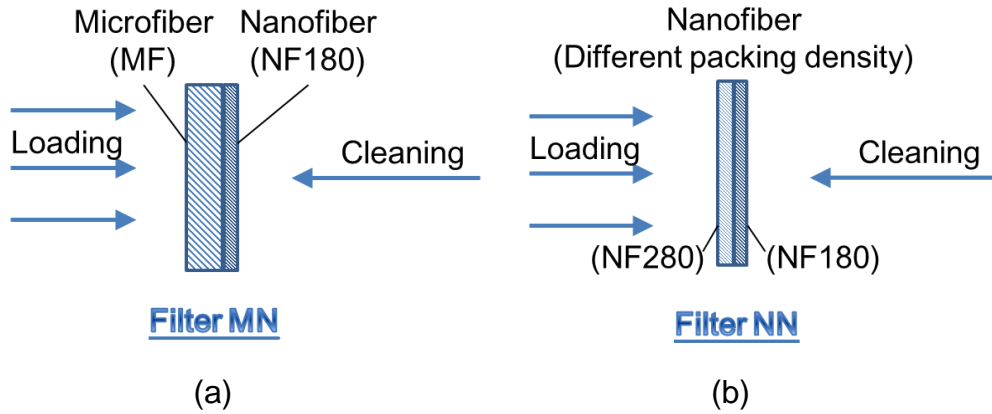 Microfiber
(MF)
Nanofiber
(NF180)
Loading
Cleaning
Filter MN
(a)
Nanofiber
(Different packing density)
Loading
Cleaning
(NF280)
(NF180)
Filter NN
(b)